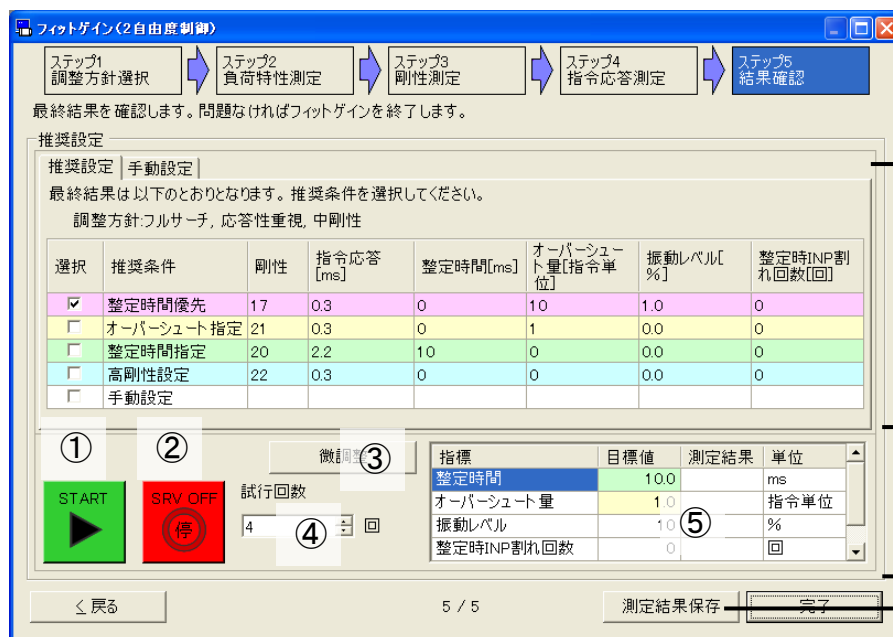 フィットゲイン(2自由度制御)
ステップ1
調整方針選択
ステップ2
負荷特性測定
ステップ3
剛性測定
ステップ4
指令応答測定
ステップ5
結果確認
最終結果を確認します。問題なければフィットゲインを終了します。
推奨設定
推奨設定 手動設定
最終結果は以下のとおりとなります。推奨条件を選択してください。
調整方針:フルサーチ, 応答性重視, 中剛性
選択 推奨条件 剛性 指令応答[ms] 整定時間[ms] オーバーシュート量[指令単位] 振動レベル[%] 整定時INP割れ回数[回]
整定時間優先 17 0.3 0 10 1.0 0
オーバーシュート指定 21 0.3 0 1 0.0 0
整定時間指定 20 2.2 10 0 0.0 0
高剛性設定 22 0.3 0 0 0.0 0
手動設定
① ② 微調整 ③
START
SRV OFF
停
試行回数
4 ④ 回
指標 目標値 測定結果 単位
整定時間 10.0 ms
オーバーシュート量 1.0 指令単位
振動レベル 10 ⑤ %
整定時INP割れ回数 0 回
< 戻る 5 / 5 測定結果保存 完了